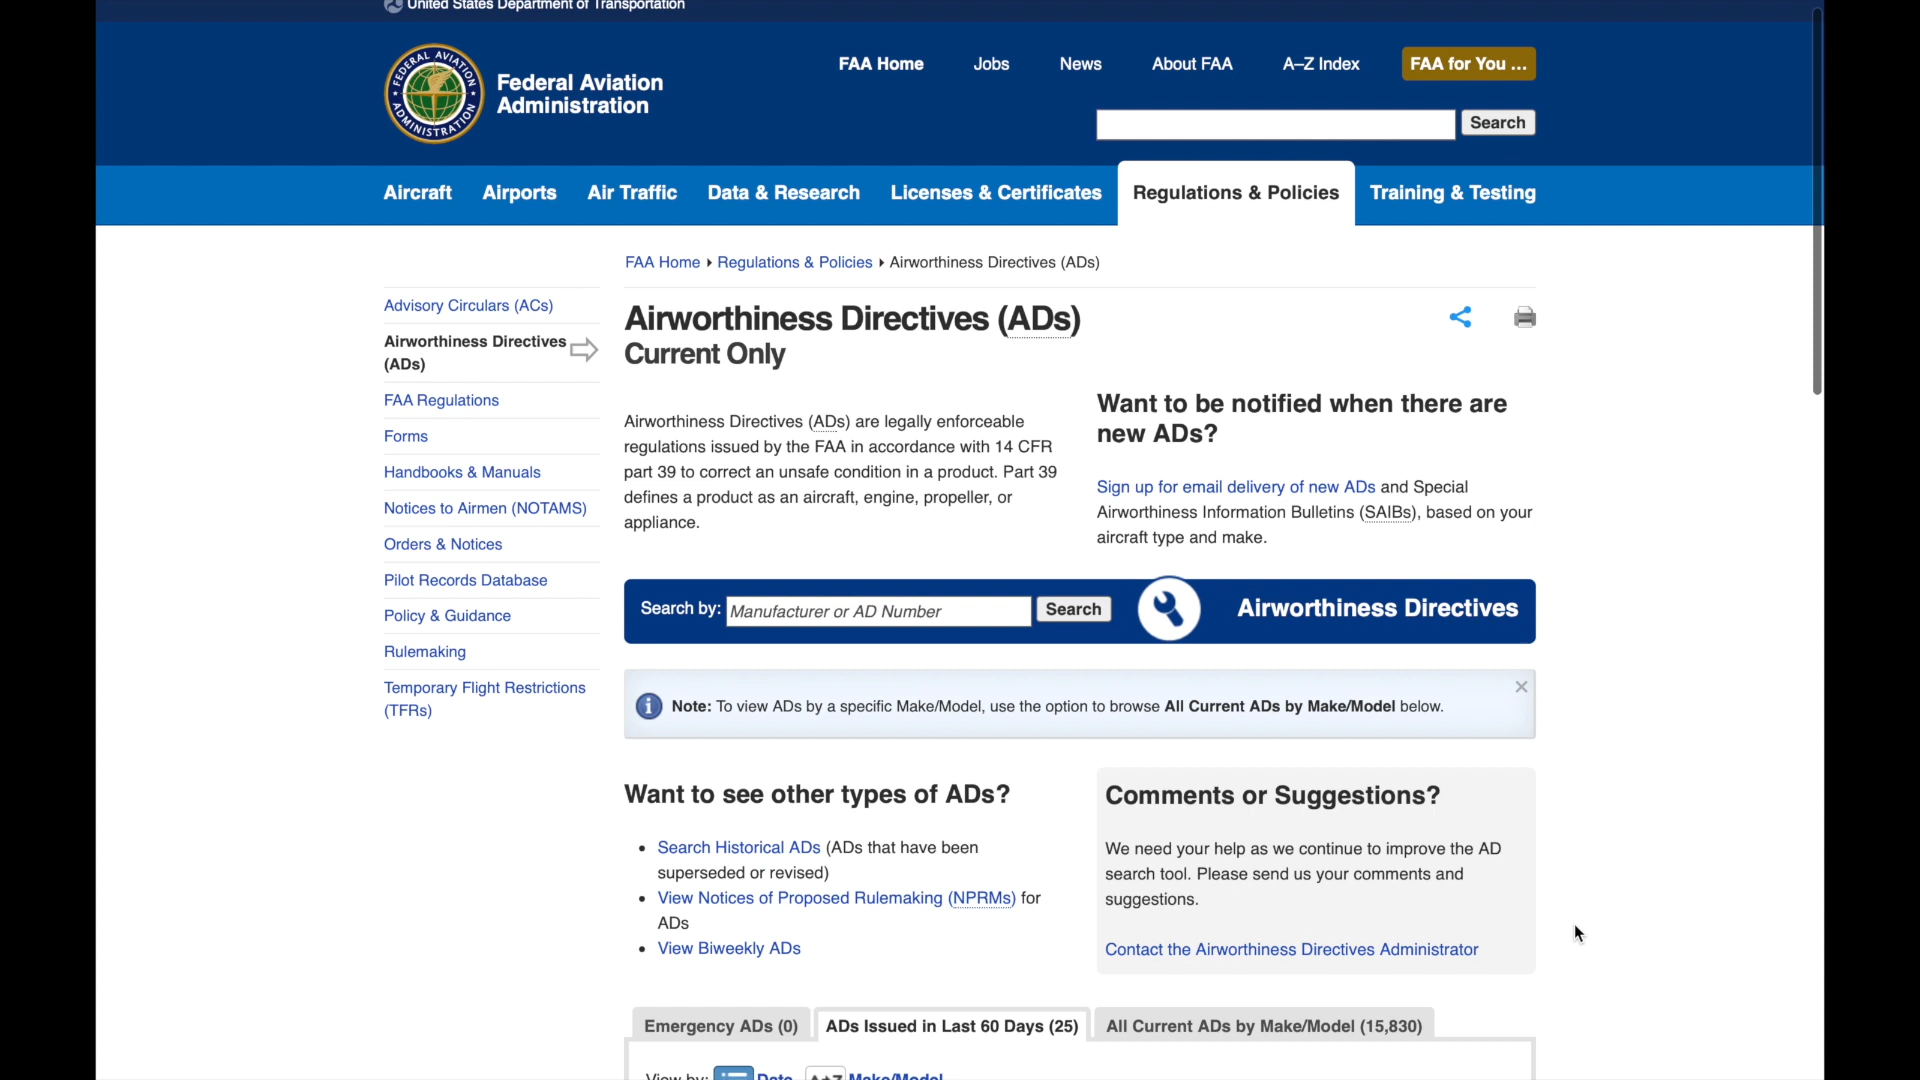 United States Department of Transportation
FEDERAL AVIATION
ADMINISTRATION
Federal Aviation
Administration
FAA Home
Jobs
News
About FAA
A–Z Index
FAA for You ...
Search
Aircraft
Airports
Air Traffic
Data & Research
Licenses & Certificates
Regulations & Policies
Training & Testing
FAA Home
Regulations & Policies
Airworthiness Directives (ADs)
Advisory Circulars (ACs)
Airworthiness Directives
(ADs)
FAA Regulations
Forms
Handbooks & Manuals
Notices to Airmen (NOTAMS)
Orders & Notices
Pilot Records Database
Policy & Guidance
Rulemaking
Temporary Flight Restrictions
(TFRs)
Airworthiness Directives (ADs)
Current Only
Airworthiness Directives (ADs) are legally enforceable
regulations issued by the FAA in accordance with 14 CFR
part 39 to correct an unsafe condition in a product. Part 39
defines a product as an aircraft, engine, propeller, or
appliance.
Want to be notified when there are
new ADs?
Sign up for email delivery of new ADs and Special
Airworthiness Information Bulletins (SAIBs), based on your
aircraft type and make.
Search by:
Manufacturer or AD Number
Search
Airworthiness Directives
Note: To view ADs by a specific Make/Model, use the option to browse All Current ADs by Make/Model below.
Want to see other types of ADs?
• Search Historical ADs (ADs that have been
superseded or revised)
• View Notices of Proposed Rulemaking (NPRMs) for
ADs
• View Biweekly ADs
Comments or Suggestions?
We need your help as we continue to improve the AD
search tool. Please send us your comments and
suggestions.
Contact the Airworthiness Directives Administrator
Emergency ADs (0)
ADs Issued in Last 60 Days (25)
All Current ADs by Make/Model (15,830)
View by:
Date
Make/Model